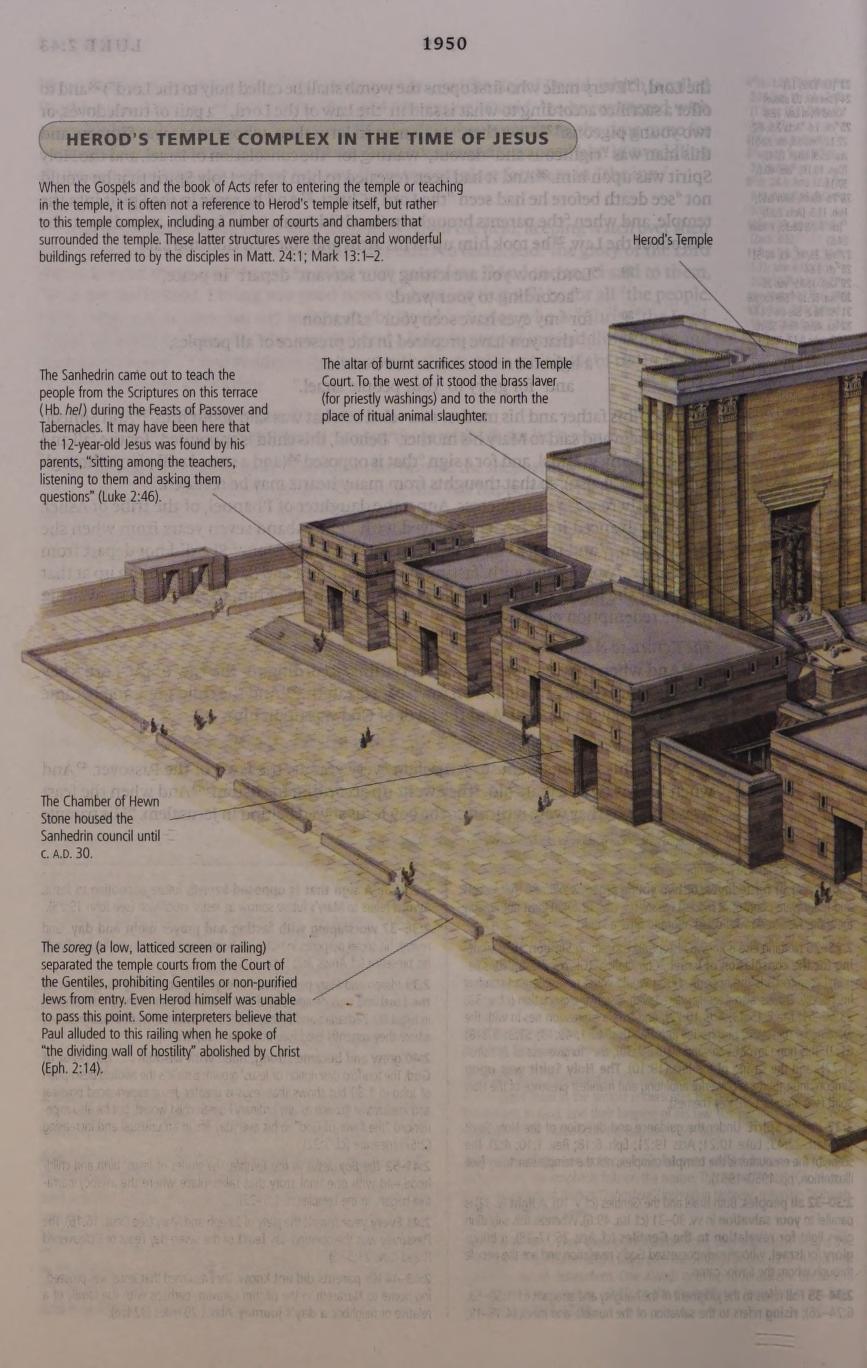 1950
HEROD'S TEMPLE COMPLEX IN THE TIME OF JESUS
When the Gospels and the book of Acts refer to entering the temple or teaching
in the temple, it is often not a reference to Herod's temple itself, but rather
to this temple complex, including a number of courts and chambers that
surrounded the temple. These latter structures were the great and wonderful
buildings referred to by the disciples in Matt. 24:1; Mark 13:1–2.
Herod's Temple
The altar of burnt sacrifices stood in the Temple
Court. To the west of it stood the brass laver
(for priestly washings) and to the north the
place of ritual animal slaughter.
The Sanhedrin came out to teach the
people from the Scriptures on this terrace
(Hb. hel) during the Feasts of Passover and
Tabernacles. It may have been here that
the 12-year-old Jesus was found by his
parents, "sitting among the teachers,
listening to them and asking them
questions" (Luke 2:46).
The Chamber of Hewn
Stone housed the
Sanhedrin council until
c. A.D. 30.
The soreg (a low, latticed screen or railing)
separated the temple courts from the Court of
the Gentiles, prohibiting Gentiles or non-purified
Jews from entry. Even Herod himself was unable
to pass this point. Some interpreters believe that
Paul alluded to this railing when he spoke of
"the dividing wall of hostility" abolished by Christ
(Eph. 2:14).